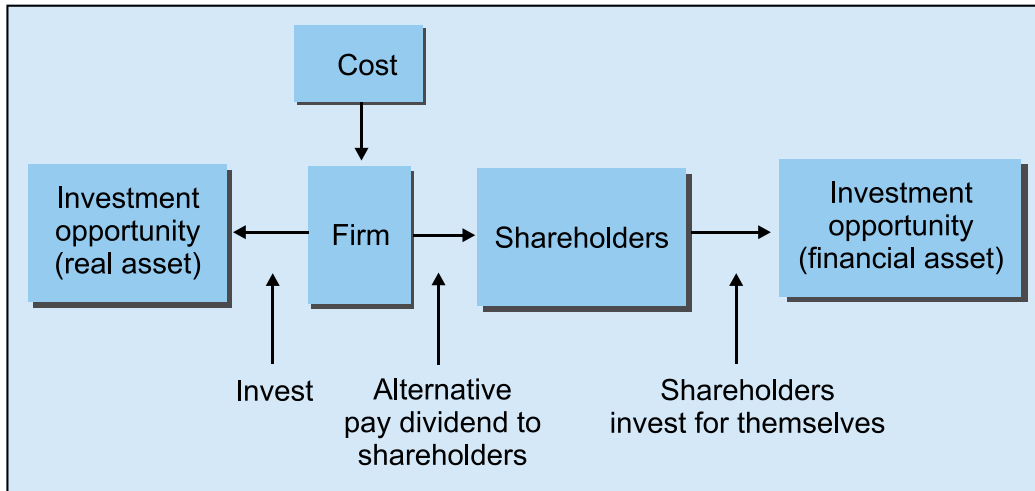 Cost
Investment
opportunity
(real asset)
Firm
Shareholders
Investment
opportunity
(financial asset)
Invest
Alternative
pay dividend to
shareholders
Shareholders
invest for themselves